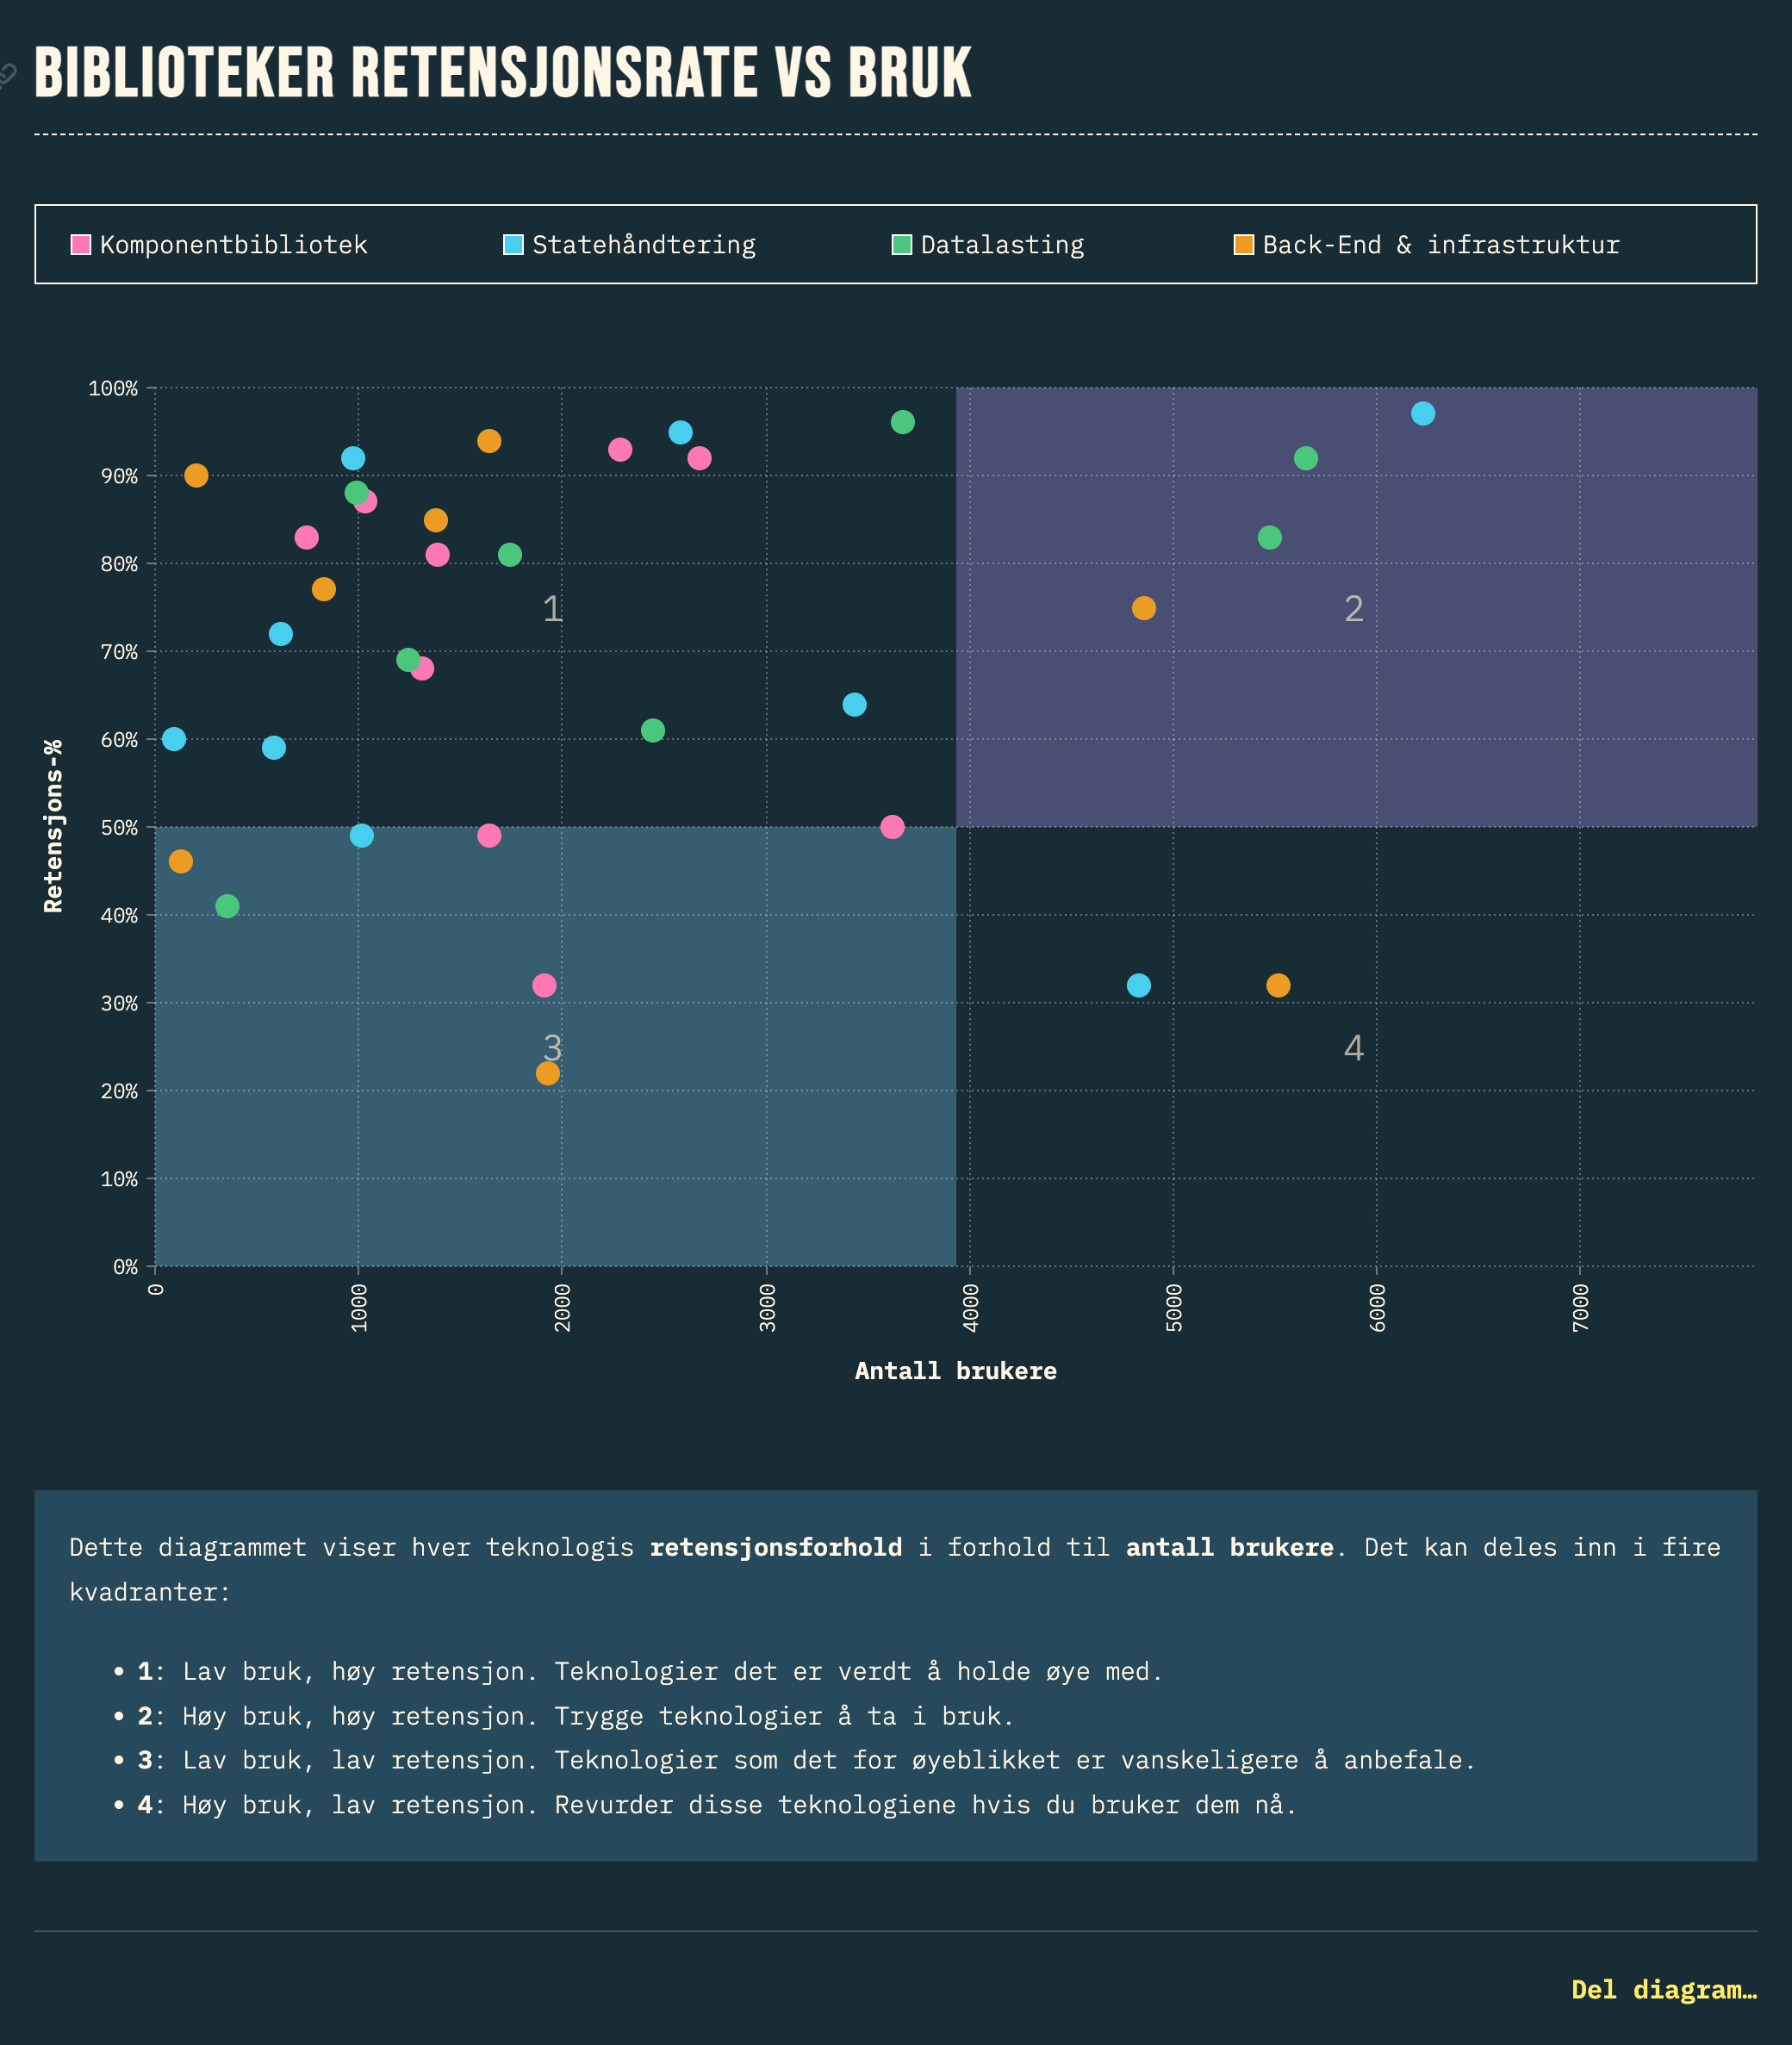 BIBLIOTEKER RETENSJONSRATE VS BRUK
Komponentbibliotek
Statehåndtering
Datalasting
Back-End & infrastruktur
100%
90%
80%
70%
60%
50%
40%
30%
20%
10%
0%
Retensjons-%
1
2
3
4
0
1000
2000
3000
4000
5000
6000
7000
Antall brukere
Dette diagrammet viser hver teknologis retensjonsforhold i forhold til antall brukere. Det kan deles inn i fire
kvadranter:
• 1: Lav bruk, høy retensjon. Teknologier det er verdt å holde øye med.
• 2: Høy bruk, høy retensjon. Trygge teknologier å ta i bruk.
• 3: Lav bruk, lav retensjon. Teknologier som det for øyeblikket er vanskeligere å anbefale.
• 4: Høy bruk, lav retensjon. Revurder disse teknologiene hvis du bruker dem nå.
Del diagram…